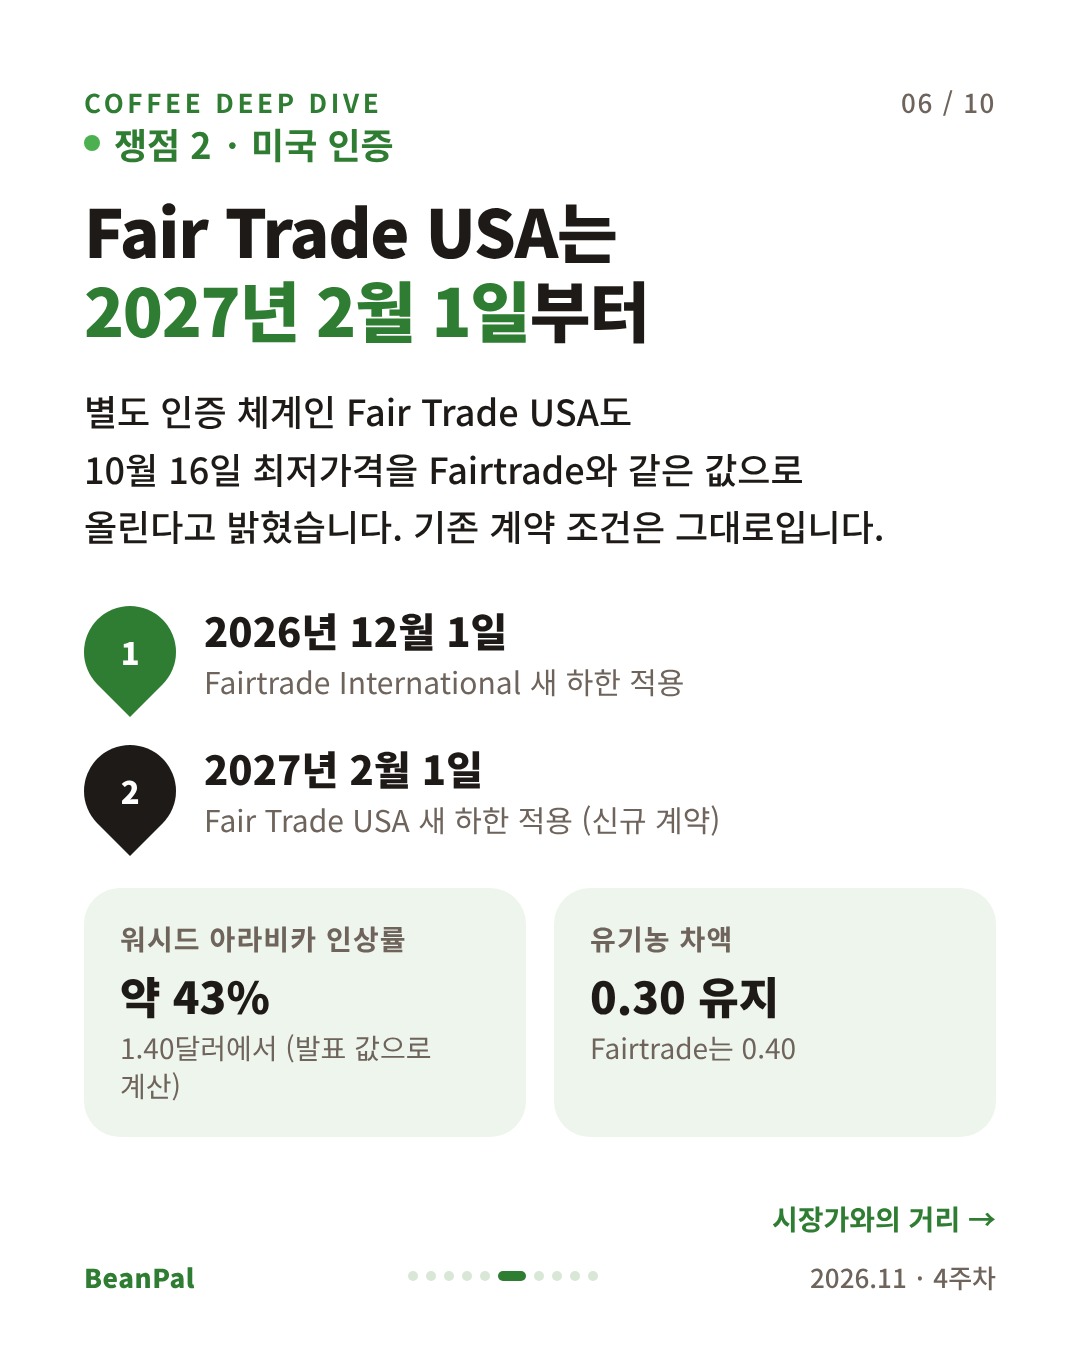 COFFEE DEEP DIVE
06 / 10
쟁점 2 · 미국 인증
Fair Trade USA는
2027년 2월 1일부터
별도 인증 체계인 Fair Trade USA도
10월 16일 최저가격을 Fairtrade와 같은 값으로
올린다고 밝혔습니다. 기존 계약 조건은 그대로입니다.
1
2026년 12월 1일
Fairtrade International 새 하한 적용
2
2027년 2월 1일
Fair Trade USA 새 하한 적용 (신규 계약)
워시드 아라비카 인상률
약 43%
1.40달러에서 (발표 값으로
계산)
유기농 차액
0.30 유지
Fairtrade는 0.40
시장가와의 거리 →
BeanPal
2026.11 · 4주차